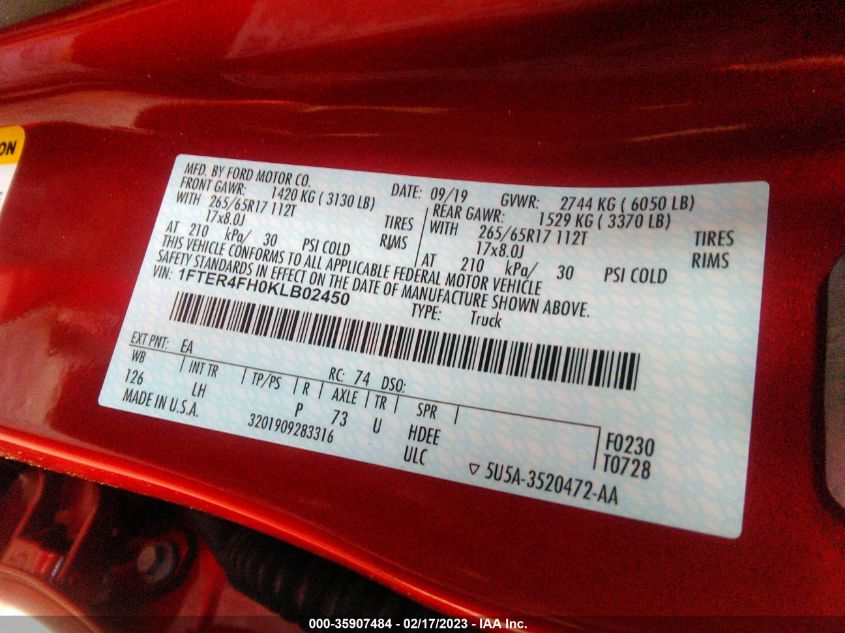 ON
MFD. BY FORD MOTOR CO. DATE: 09/19 GVWR: 2744 KG ( 6050 LB)
FRONT GAWR: 1420 KG ( 3130 LB) REAR GAWR: 1529 KG ( 3370 LB)
WITH 265/65R17 112T TIRES WITH 265/65R17 112T TIRES
17x8.0J RIMS 17x8.0J RIMS
AT 210 kPa/ 30 PSI COLD AT 210 kPa/ 30 PSI COLD
THIS VEHICLE CONFORMS TO ALL APPLICABLE FEDERAL MOTOR VEHICLE
SAFETY STANDARDS IN EFFECT ON THE DATE OF MANUFACTURE SHOWN ABOVE.
VIN: 1FTER4FH0KLB02450
TYPE: Truck
EXT PNT: EA RC: 74 DSO:
WB INT TR TP/PS R AXLE TR SPR
126 LH P 73 U HDEE F0230
MADE IN U.S.A. 3201909283316 ULC T0728
5U5A-3520472-AA
000-35907484 - 02/17/2023 - IAA Inc.